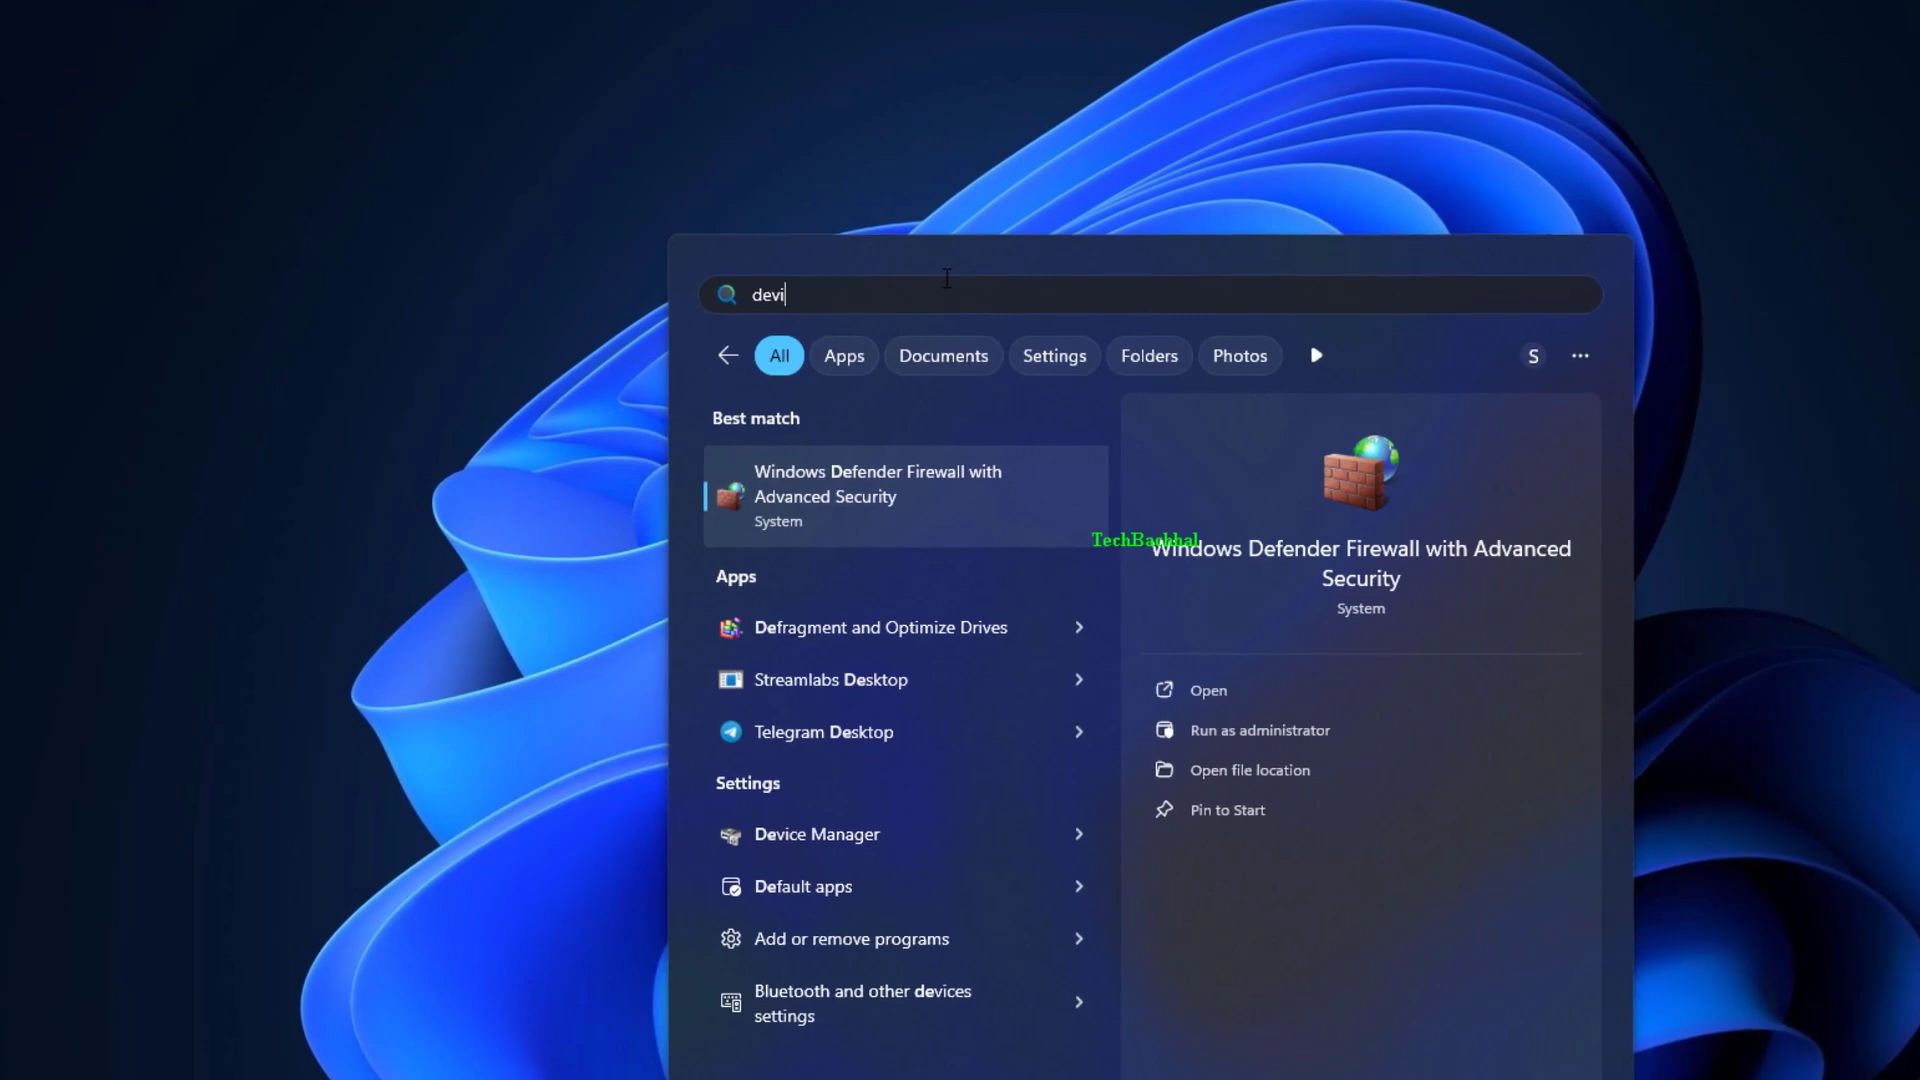 devi
All Apps Documents Settings Folders Photos S
Best match
Windows Defender Firewall with
Advanced Security
System
TechBachhal
Windows Defender Firewall with Advanced
Security
System
Apps
Defragment and Optimize Drives
Streamlabs Desktop
Telegram Desktop
Settings
Device Manager
Default apps
Add or remove programs
Bluetooth and other devices
settings
Open
Run as administrator
Open file location
Pin to Start